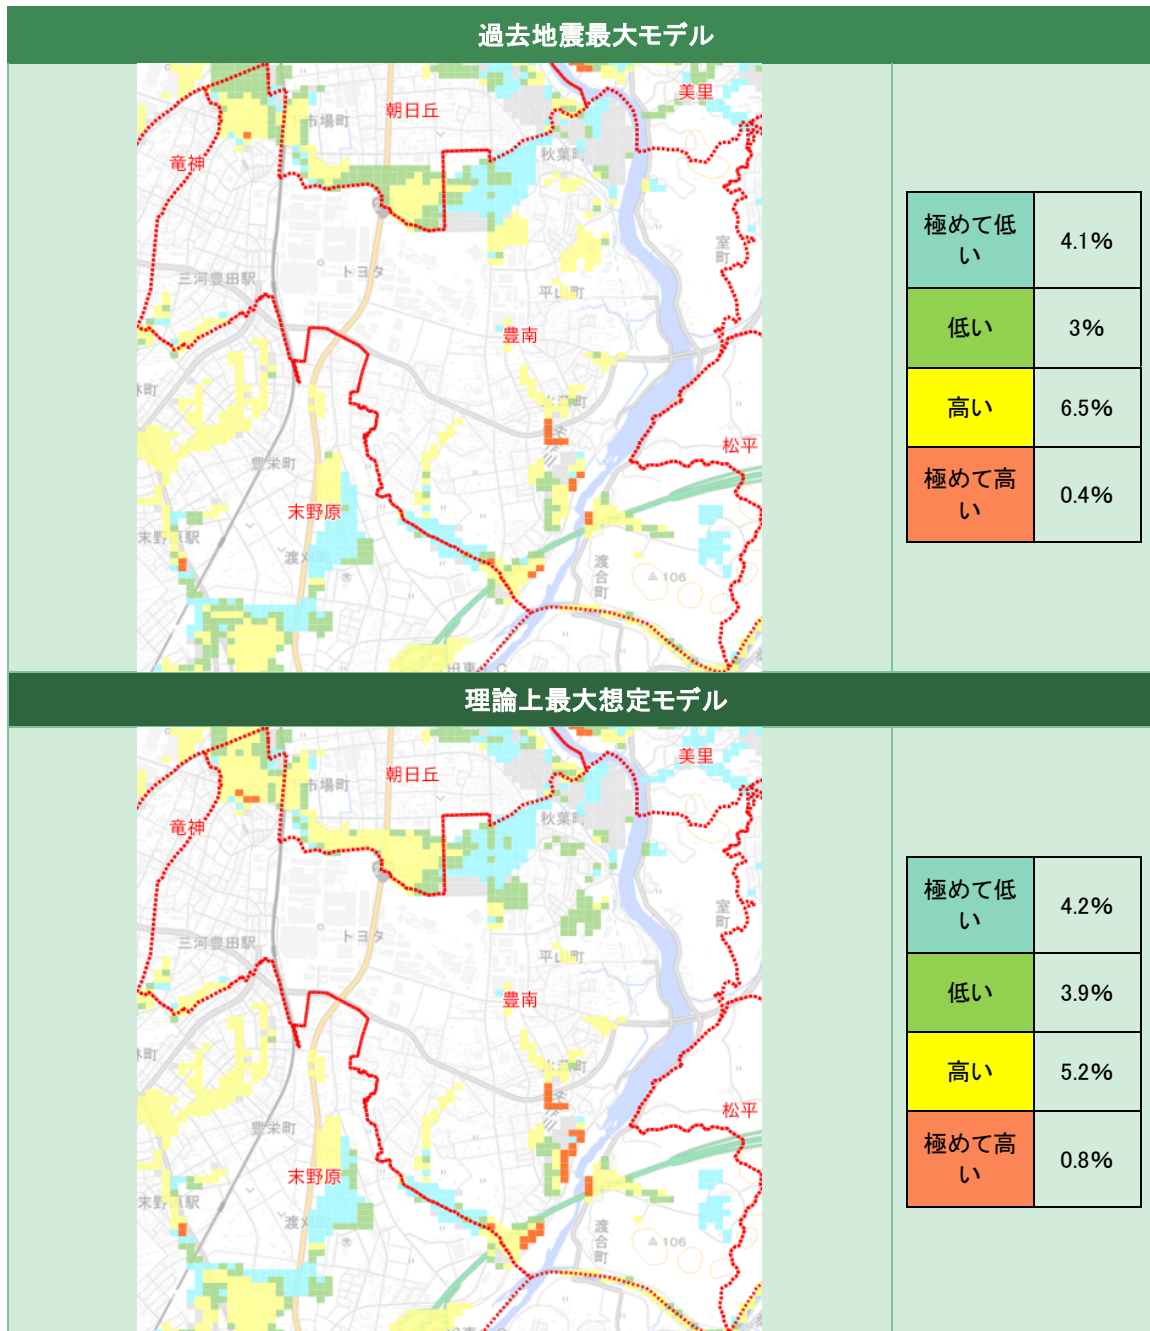 過去地震最大モデル
美里
朝日丘
市場町
秋葉町
竜神
室町
三河豊田駅
トヨタ
平山町
豊南
豊栄町
松平
末野原
渡合町
106
極めて低い
4.1%
低い
3%
高い
6.5%
極めて高い
0.4%
理論上最大想定モデル
美里
朝日丘
市場町
竜神
室町
三河豊田駅
トヨタ
平山町
豊南
林町
豊栄町
松平
末野原
渡合町
106
極めて低い
4.2%
低い
3.9%
高い
5.2%
極めて高い
0.8%